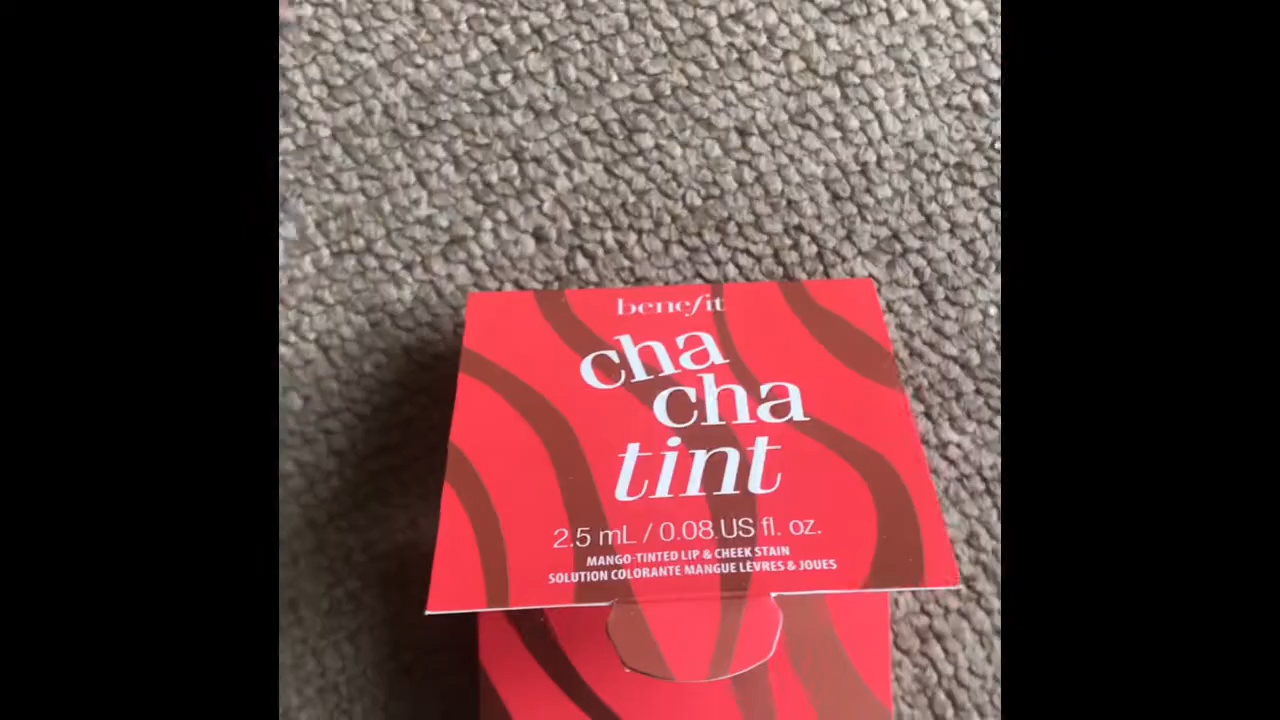 benefit
cha
cha
tint
2.5 mL / 0.08 US fl. oz.
MANGO-TINTED LIP & CHEEK STAIN
SOLUTION COLORANTE MANGUE LÈVRES & JOUES